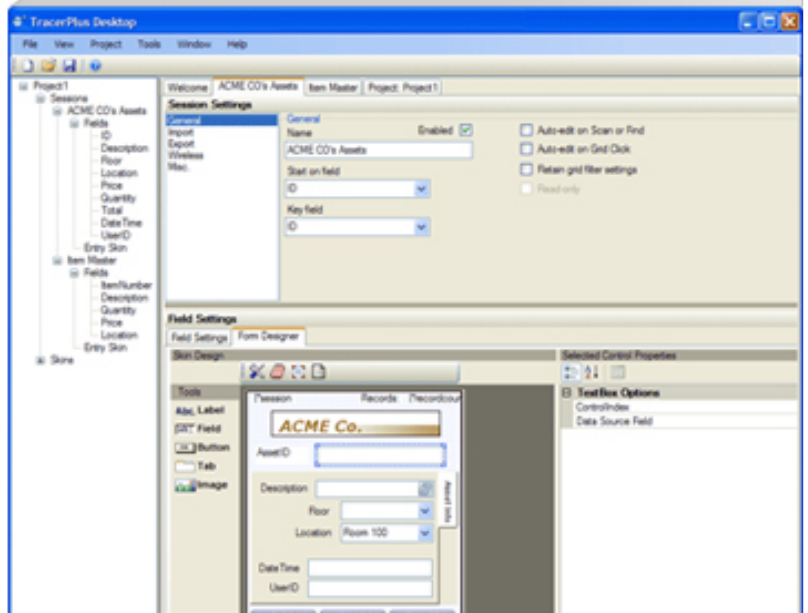 TracerPlus Desktop
File View Project Tools Window Help
Project1
Sessions
ACME CO's Assets
Fields
ID
Description
Floor
Location
Price
Quantity
Total
DateTime
UserID
Entry Skin
Item Master
Fields
ItemNumber
Description
Quantity
Price
Location
Entry Skin
Skins
Welcome ACME CO's Assets Item Master Project: Project1
Session Settings
General
Import
Export
Wireless
Misc.
General
Name Enabled
ACME CO's Assets
Start on field
ID
Key field
ID
Auto-edit on Scan or Find
Auto-edit on Grid Click
Retain grid filter settings
Read-only
Field Settings
Field Settings Form Designer
Skin Design
Tools
Abc Label
Field
Button
Tab
Image
Records:
ACME Co.
AssetID
Description
Floor
Location Room 100
DateTime
UserID
Asset Info
Selected Control Properties
TextBox Options
ControlIndex
Data Source Field